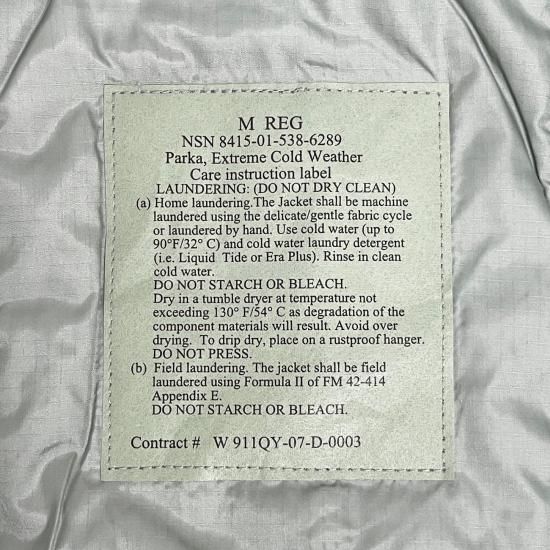 M REG
NSN 8415-01-538-6289
Parka, Extreme Cold Weather
Care instruction label
LAUNDERING: (DO NOT DRY CLEAN)
(a) Home laundering.The Jacket shall be machine
laundered using the delicate/gentle fabric cycle
or laundered by hand. Use cold water (up to
90°F/32° C) and cold water laundry detergent
(i.e. Liquid Tide or Era Plus). Rinse in clean
cold water.
DO NOT STARCH OR BLEACH.
Dry in a tumble dryer at temperature not
exceeding 130° F/54° C as degradation of the
component materials will result. Avoid over
drying. To drip dry, place on a rustproof hanger.
DO NOT PRESS.
(b) Field laundering. The jacket shall be field
laundered using Formula II of FM 42-414
Appendix E.
DO NOT STARCH OR BLEACH.
Contract # W 911QY-07-D-0003